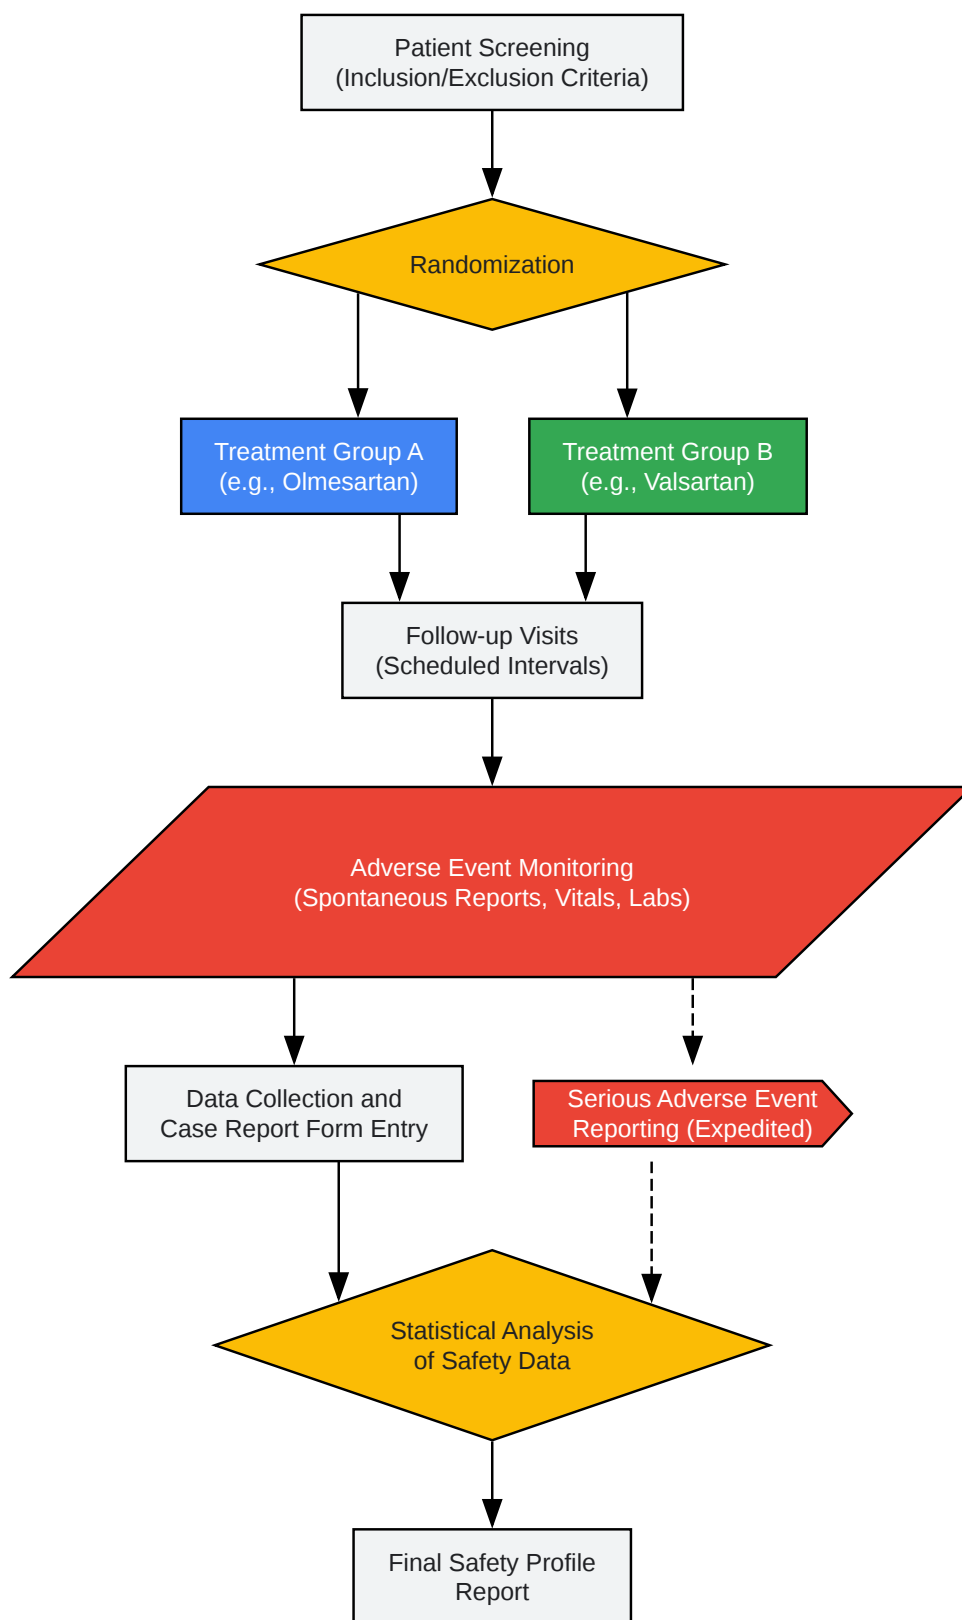 Patient Screening
(Inclusion/Exclusion Criteria)
Randomization
Treatment Group A
(e.g., Olmesartan)
Treatment Group B
(e.g., Valsartan)
Follow-up Visits
(Scheduled Intervals)
Adverse Event Monitoring
(Spontaneous Reports, Vitals, Labs)
Data Collection and
Case Report Form Entry
Serious Adverse Event
Reporting (Expedited)
Statistical Analysis
of Safety Data
Final Safety Profile
Report